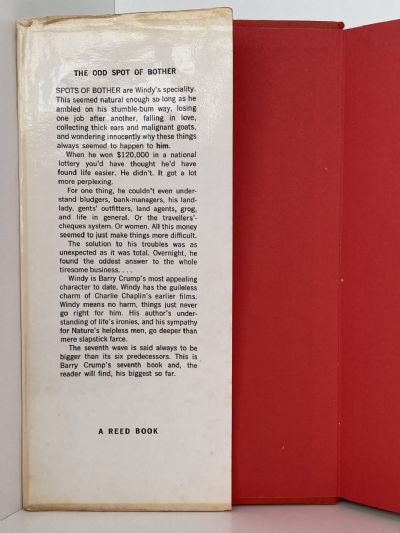 THE ODD SPOT OF BOTHER
SPOTS OF BOTHER are Windy's speciality.
This seemed natural enough so long as he
ambled on his stumble-bum way, losing
one job after another, falling in love,
collecting thick ears and malignant goats,
and wondering innocently why these things
always seemed to happen to him.
When he won $120,000 in a national
lottery you'd have thought he'd have
found life easier. He didn't. It got a lot
more perplexing.
For one thing, he couldn't even under-
stand bludgers, bank-managers, his land-
lady, gents' outfitters, land agents, grog,
and life in general. Or the travellers'-
cheques system. Or women. All this money
seemed to just make things more difficult.
The solution to his troubles was as
unexpected as it was total. Overnight, he
found the oddest answer to the whole
tiresome business. . . .
Windy is Barry Crump's most appealing
character to date. Windy has the guileless
charm of Charlie Chaplin's earlier films.
Windy means no harm, things just never
go right for him. His author's under-
standing of life's ironies, and his sympathy
for Nature's helpless men, go deeper than
mere slapstick farce.
The seventh wave is said always to be
bigger than its six predecessors. This is
Barry Crump's seventh book and, the
reader will find, his biggest so far.
A REED BOOK